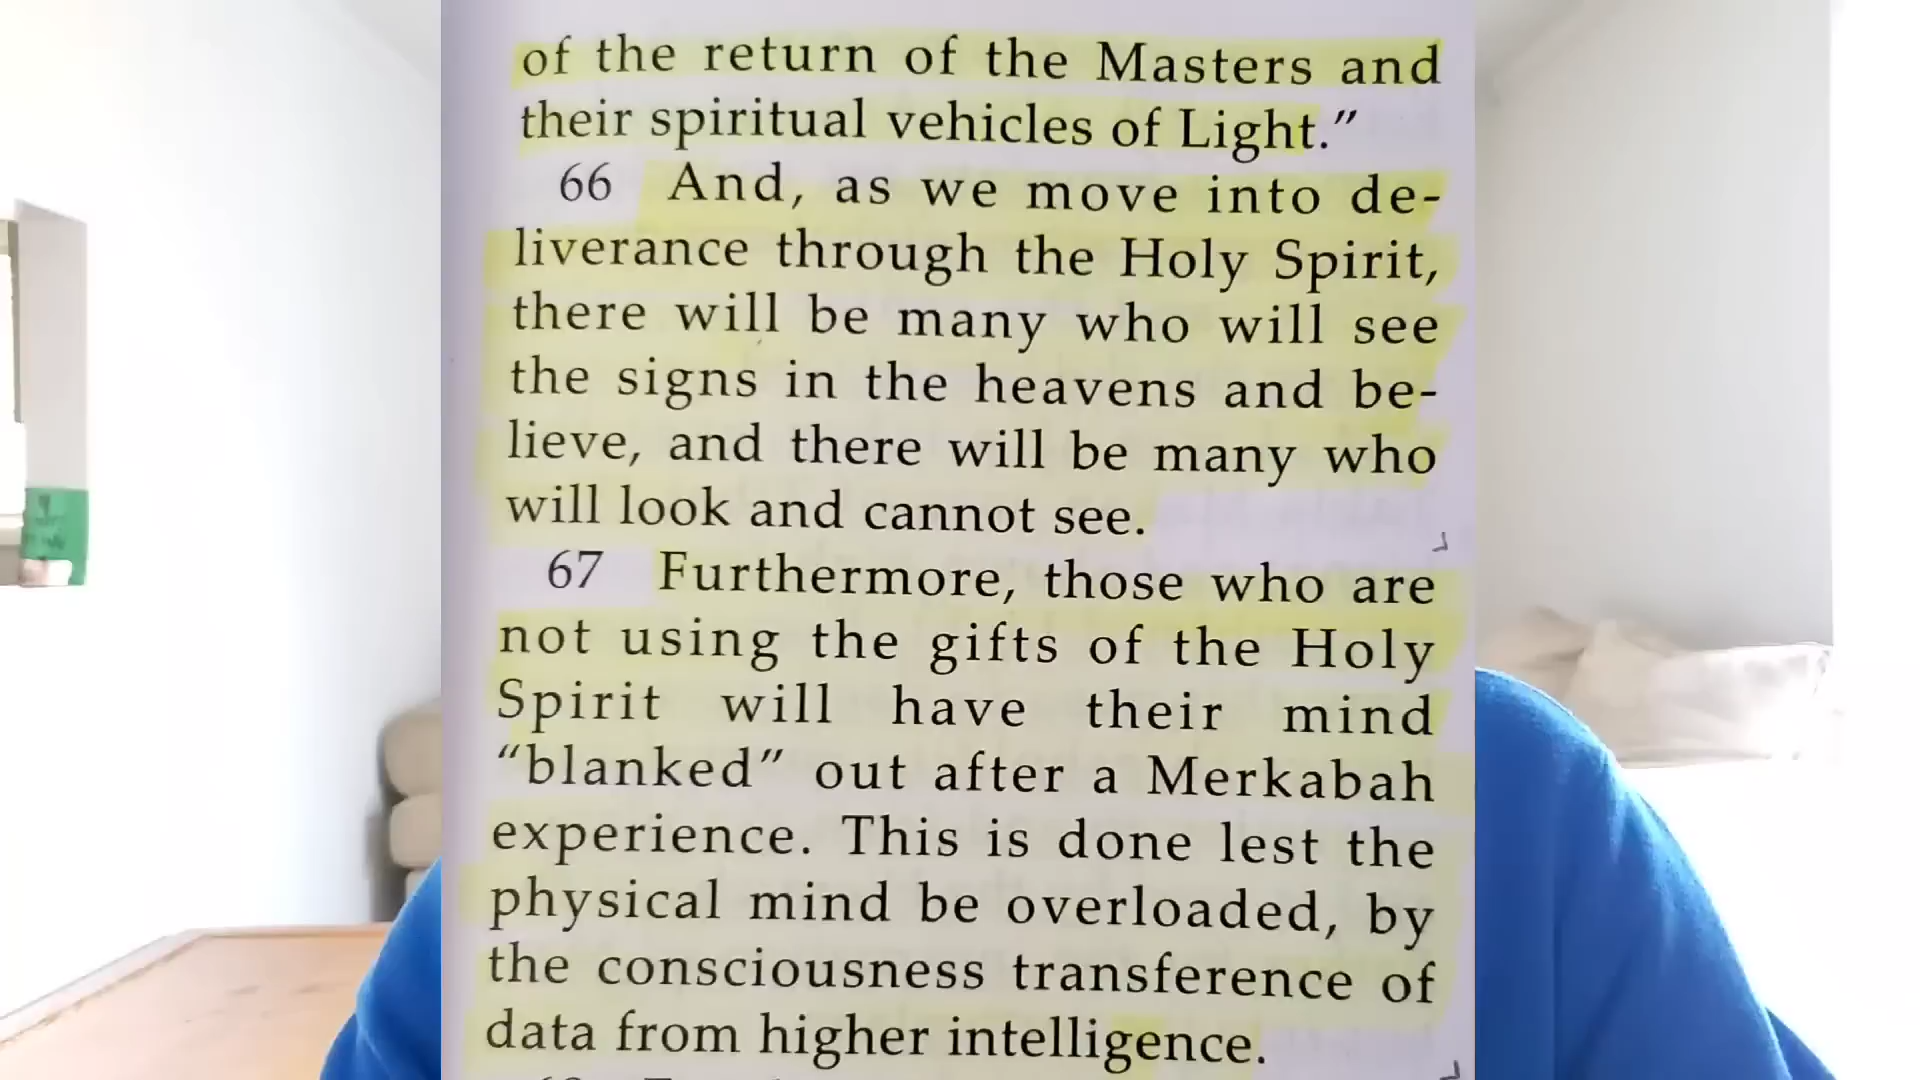 of the return of the Masters and
their spiritual vehicles of Light.”
66 And, as we move into de-
liverance through the Holy Spirit,
there will be many who will see
the signs in the heavens and be-
lieve, and there will be many who
will look and cannot see.
67 Furthermore, those who are
not using the gifts of the Holy
Spirit will have their mind
“blanked” out after a Merkabah
experience. This is done lest the
physical mind be overloaded, by
the consciousness transference of
data from higher intelligence.